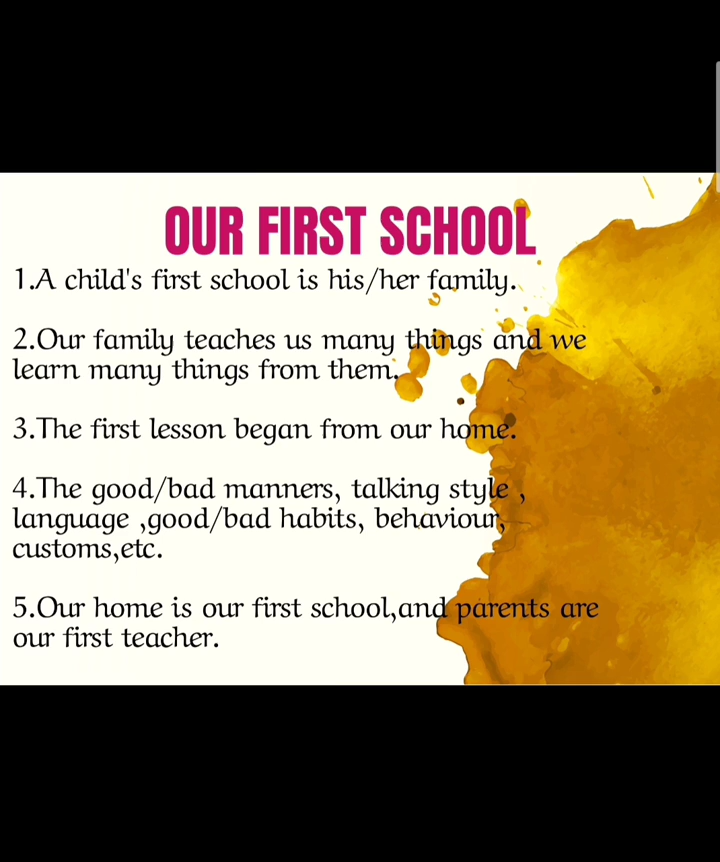 OUR FIRST SCHOOL
1.A child's first school is his/her family.
2.Our family teaches us many things and we
learn many things from them.
3.The first lesson began from our home.
4.The good/bad manners, talking style ,
language ,good/bad habits, behaviour,
customs,etc.
5.Our home is our first school,and parents are
our first teacher.